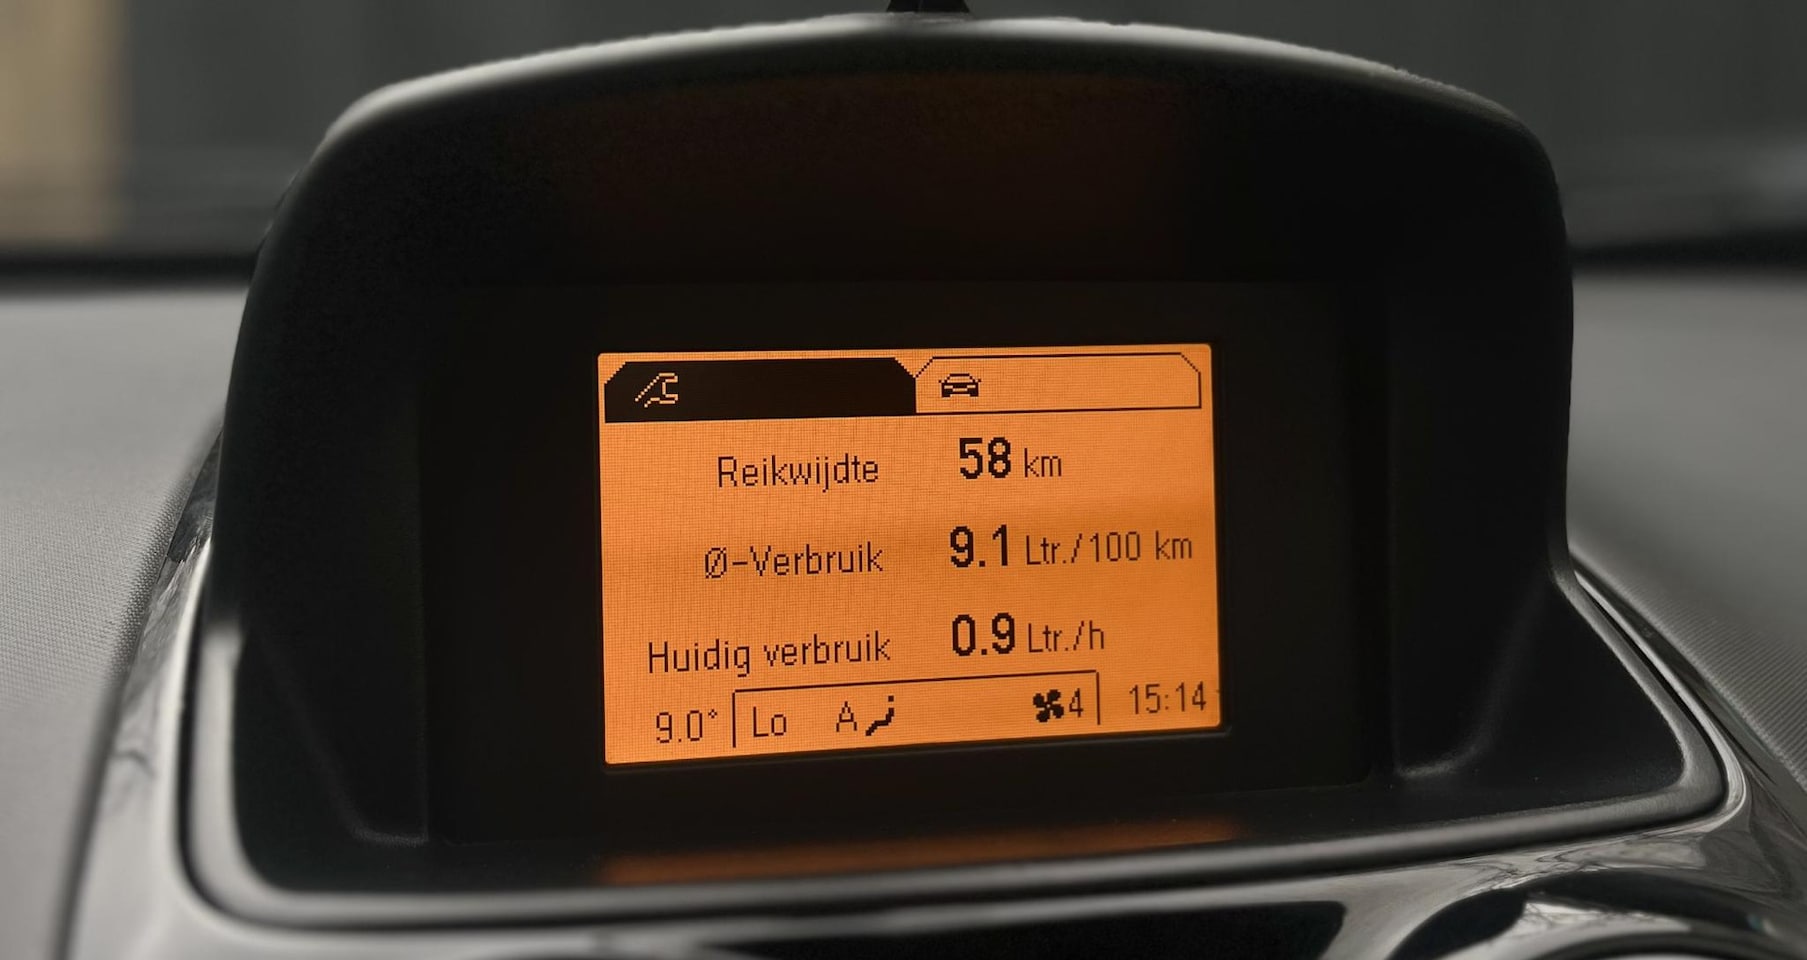 Reikwijdte 58 km
Ø-Verbruik 9.1 Ltr./100 km
Huidig verbruik 0.9 Ltr./h
9.0° Lo A 4 15:14